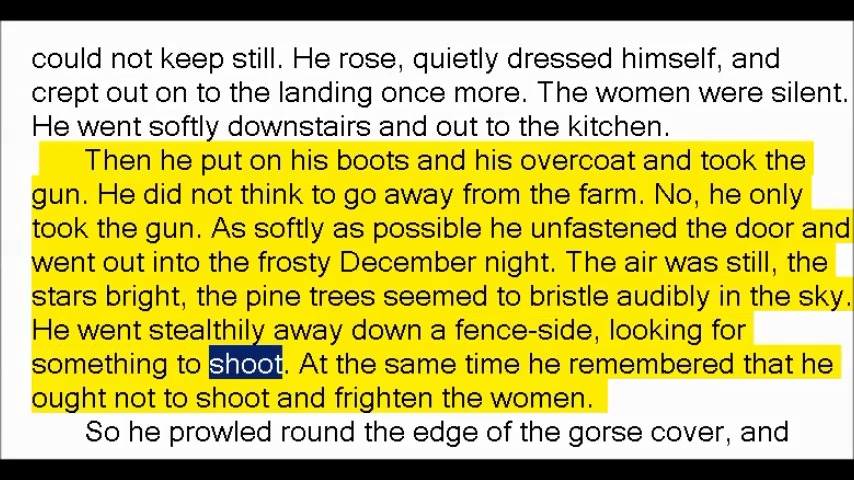 could not keep still. He rose, quietly dressed himself, and
crept out on to the landing once more. The women were silent.
He went softly downstairs and out to the kitchen.
Then he put on his boots and his overcoat and took the
gun. He did not think to go away from the farm. No, he only
took the gun. As softly as possible he unfastened the door and
went out into the frosty December night. The air was still, the
stars bright, the pine trees seemed to bristle audibly in the sky.
He went stealthily away down a fence-side, looking for
something to shoot. At the same time he remembered that he
ought not to shoot and frighten the women.
So he prowled round the edge of the gorse cover, and